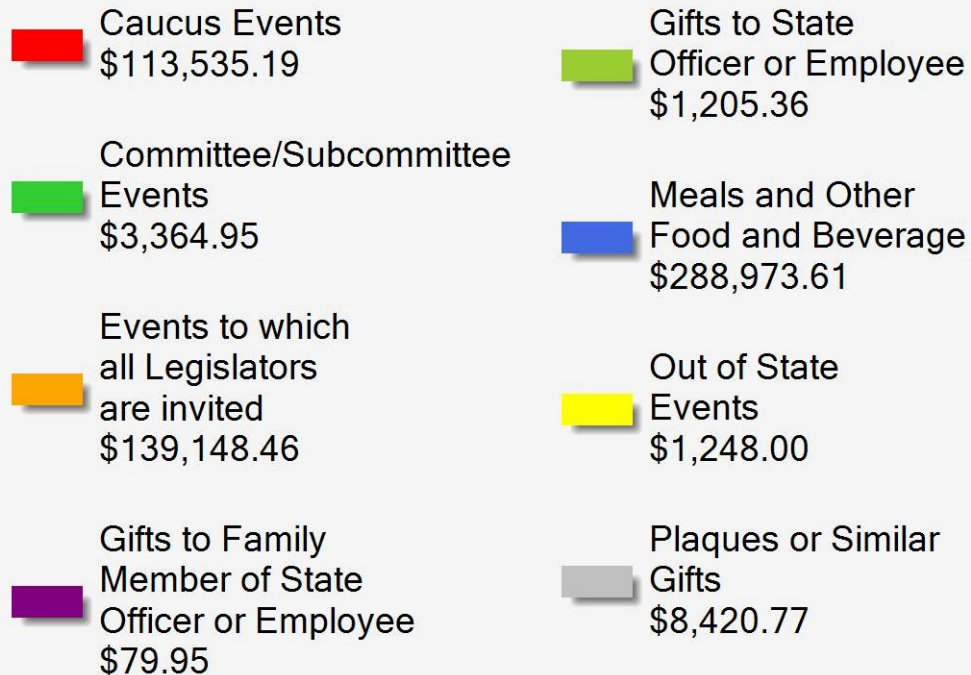 Caucus Events
$113,535.19
Committee/Subcommittee
Events
$3,364.95
Events to which
all Legislators
are invited
$139,148.46
Gifts to Family
Member of State
Officer or Employee
$79.95
Gifts to State
Officer or Employee
$1,205.36
Meals and Other
Food and Beverage
$288,973.61
Out of State
Events
$1,248.00
Plaques or Similar
Gifts
$8,420.77